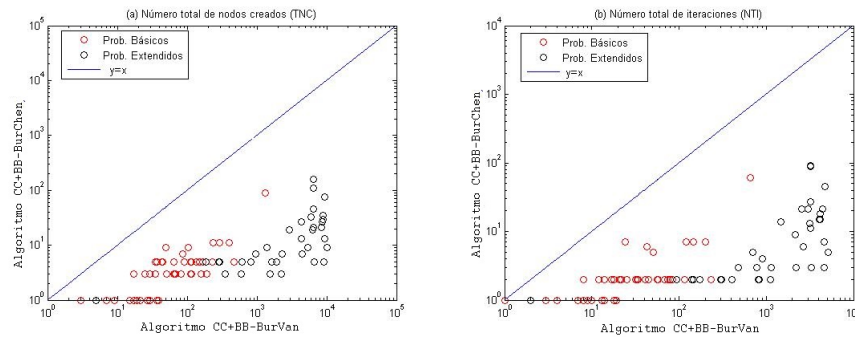 (a) Número total de nodos creados (TNC)
10^5
10^4
10^3
10^2
10^1
10^0
Algoritmo CC+BB-BurChen
Prob. Básicos
Prob. Extendidos
y=x
10^0
10^1
10^2
10^3
10^4
10^5
Algoritmo CC+BB-BurVan
(b) Número total de iteraciones (NTI)
10^4
10^3
10^2
10^1
10^0
Algoritmo CC+BB-BurChen
Prob. Básicos
Prob. Extendidos
y=x
10^0
10^1
10^2
10^3
10^4
Algoritmo CC+BB-BurVan